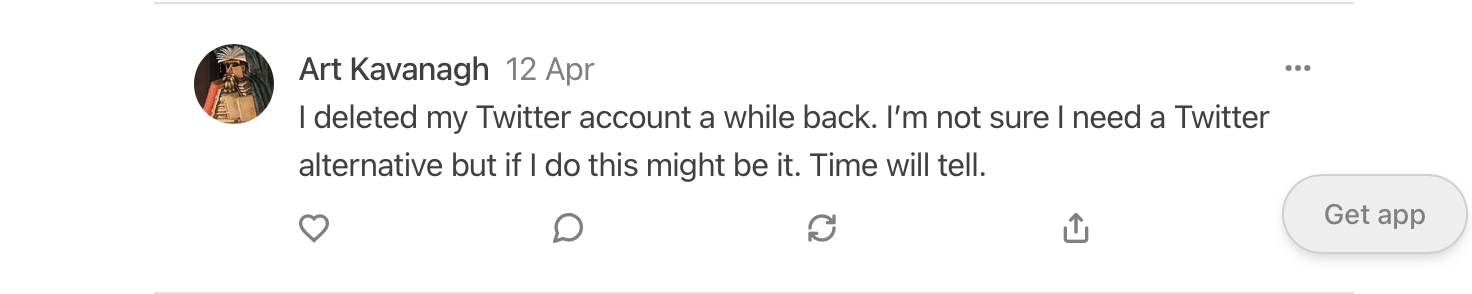 Art Kavanagh 12 Apr
I deleted my Twitter account a while back. I’m not sure I need a Twitter
alternative but if I do this might be it. Time will tell.
Get app